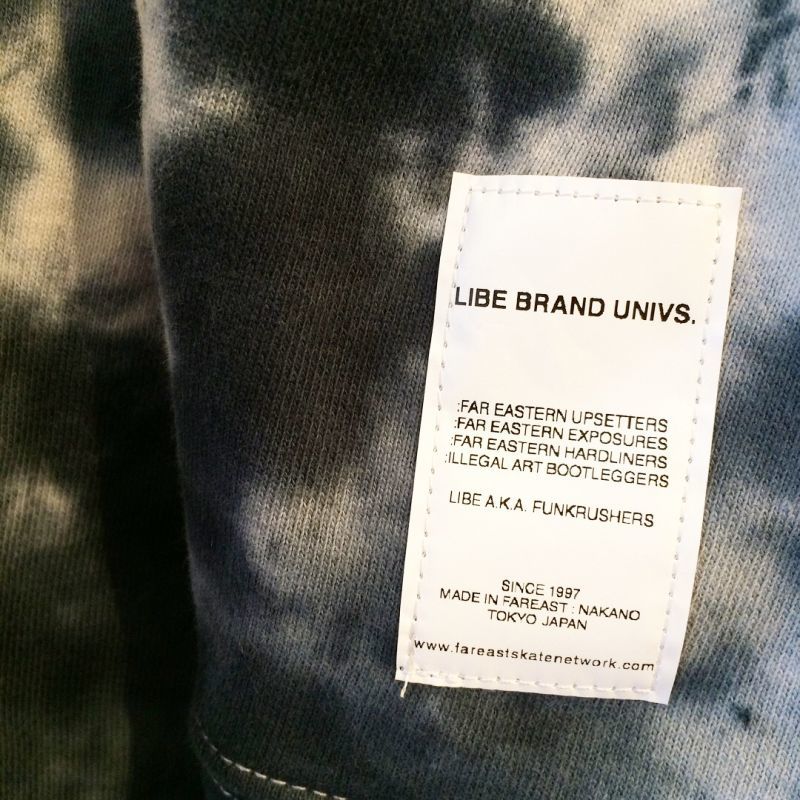 LIBE BRAND UNIVS.
:FAR EASTERN UPSETTERS
:FAR EASTERN EXPOSURES
:FAR EASTERN HARDLINERS
:ILLEGAL ART BOOTLEGGERS
LIBE A.K.A. FUNKRUSHERS
SINCE 1997
MADE IN FAREAST : NAKANO
TOKYO JAPAN
www.fareastskatenetwork.com